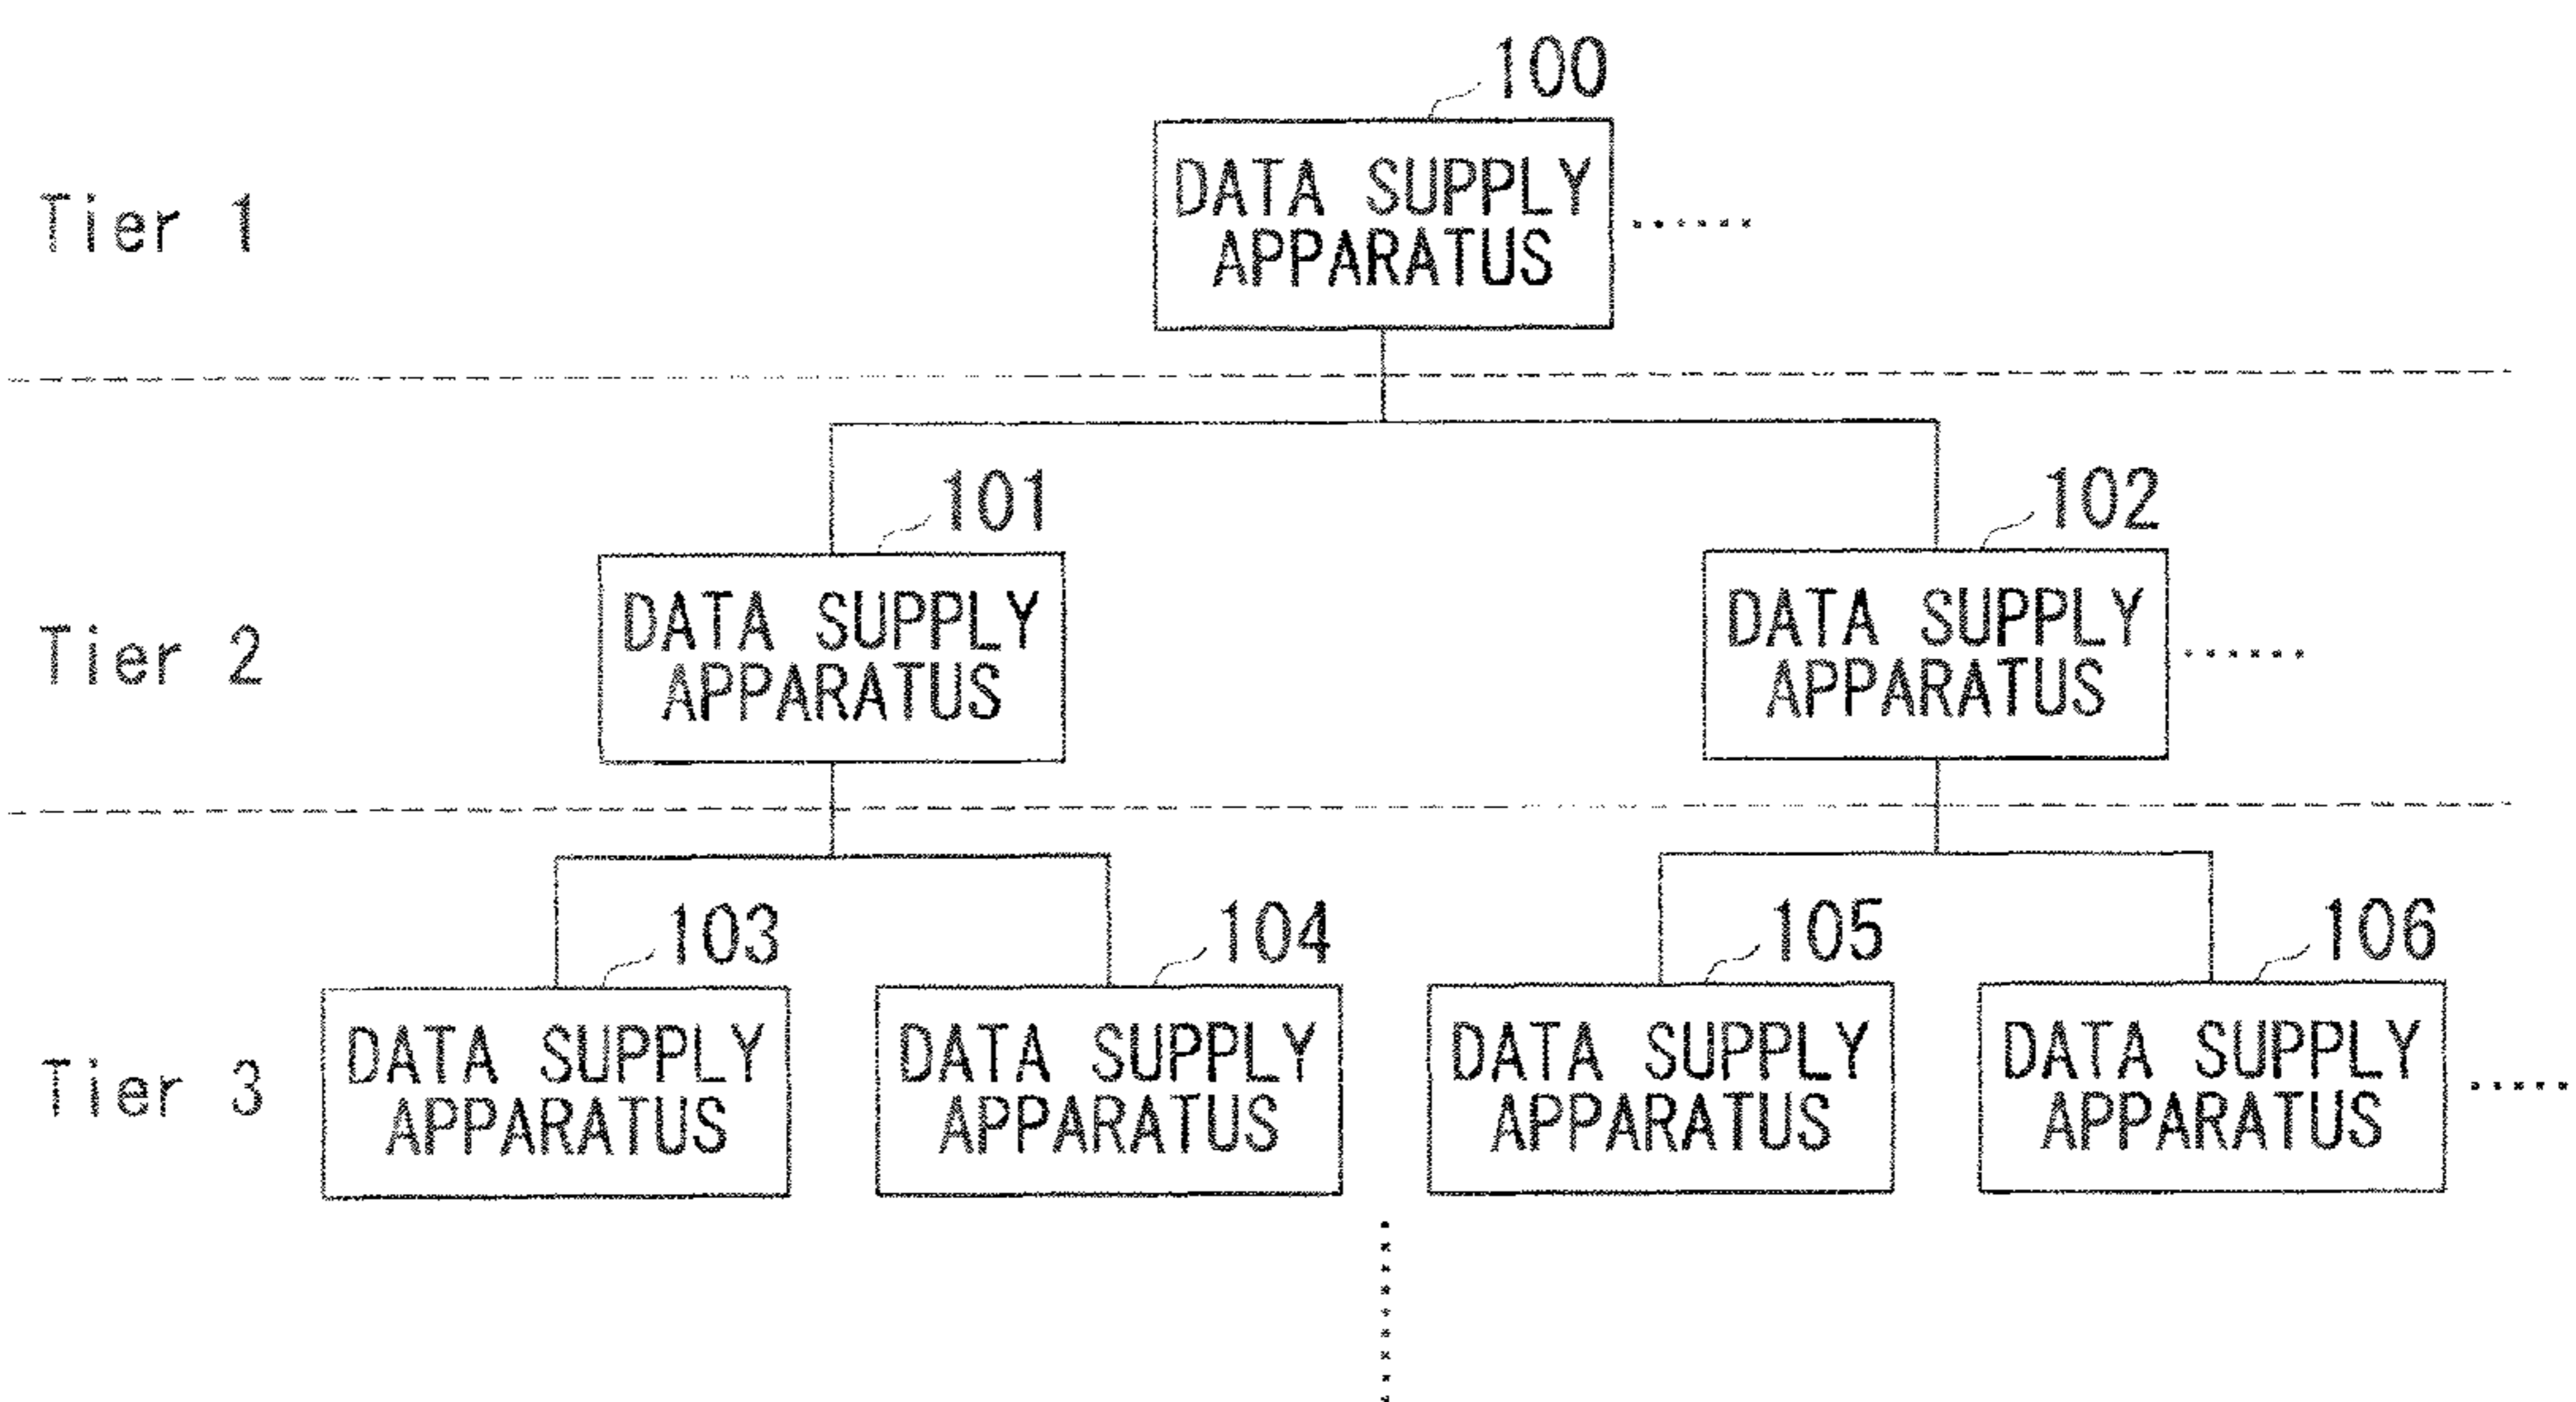 100
DATA SUPPLY
APPARATUS
Tier 1
101
102
DATA SUPPLY
APPARATUS
DATA SUPPLY
APPARATUS
Tier 2
103
104
105
106
DATA SUPPLY
APPARATUS
DATA SUPPLY
APPARATUS
DATA SUPPLY
APPARATUS
DATA SUPPLY
APPARATUS
Tier 3